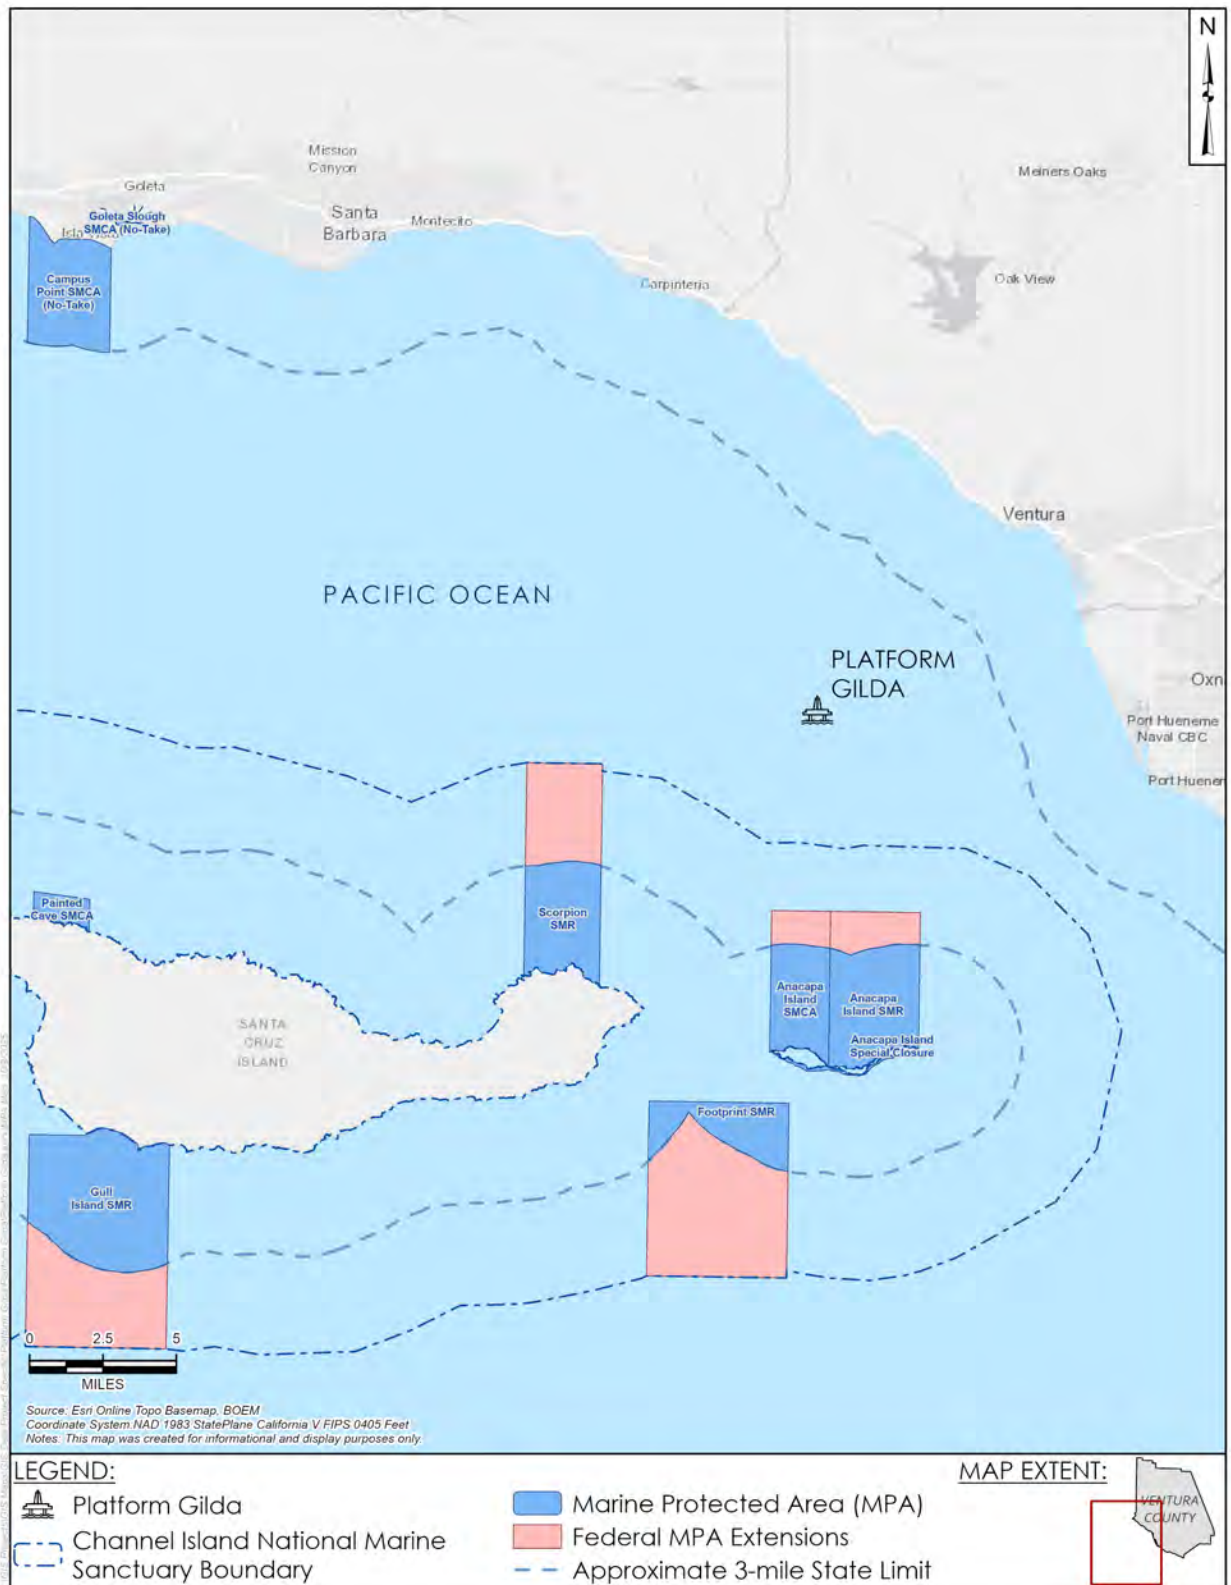 N
Mission
Canyon
Meiners Oaks
Goleta
Goleta Slough
SMCA (No-Take)
Isla Vista
Santa
Barbara
Montecito
Campus
Point SMCA
(No-Take)
Carpinteria
Oak View
Ventura
PACIFIC OCEAN
PLATFORM
GILDA
Oxn
Port Hueneme
Naval CBC
Port Huenem
Painted
Cave SMCA
Scorpion
SMR
Anacapa
Island
SMCA
Anacapa
Island SMR
Anacapa Island
Special Closure
SANTA
CRUZ
ISLAND
Footprint SMR
Gull
Island SMR
0 2.5 5
MILES
Source: Esri Online Topo Basemap, BOEM
Coordinate System:NAD 1983 StatePlane California V FIPS 0405 Feet
Notes: This map was created for informational and display purposes only.
LEGEND:
Platform Gilda
Channel Island National Marine
Sanctuary Boundary
Marine Protected Area (MPA)
Federal MPA Extensions
Approximate 3-mile State Limit
MAP EXTENT:
VENTURA
COUNTY